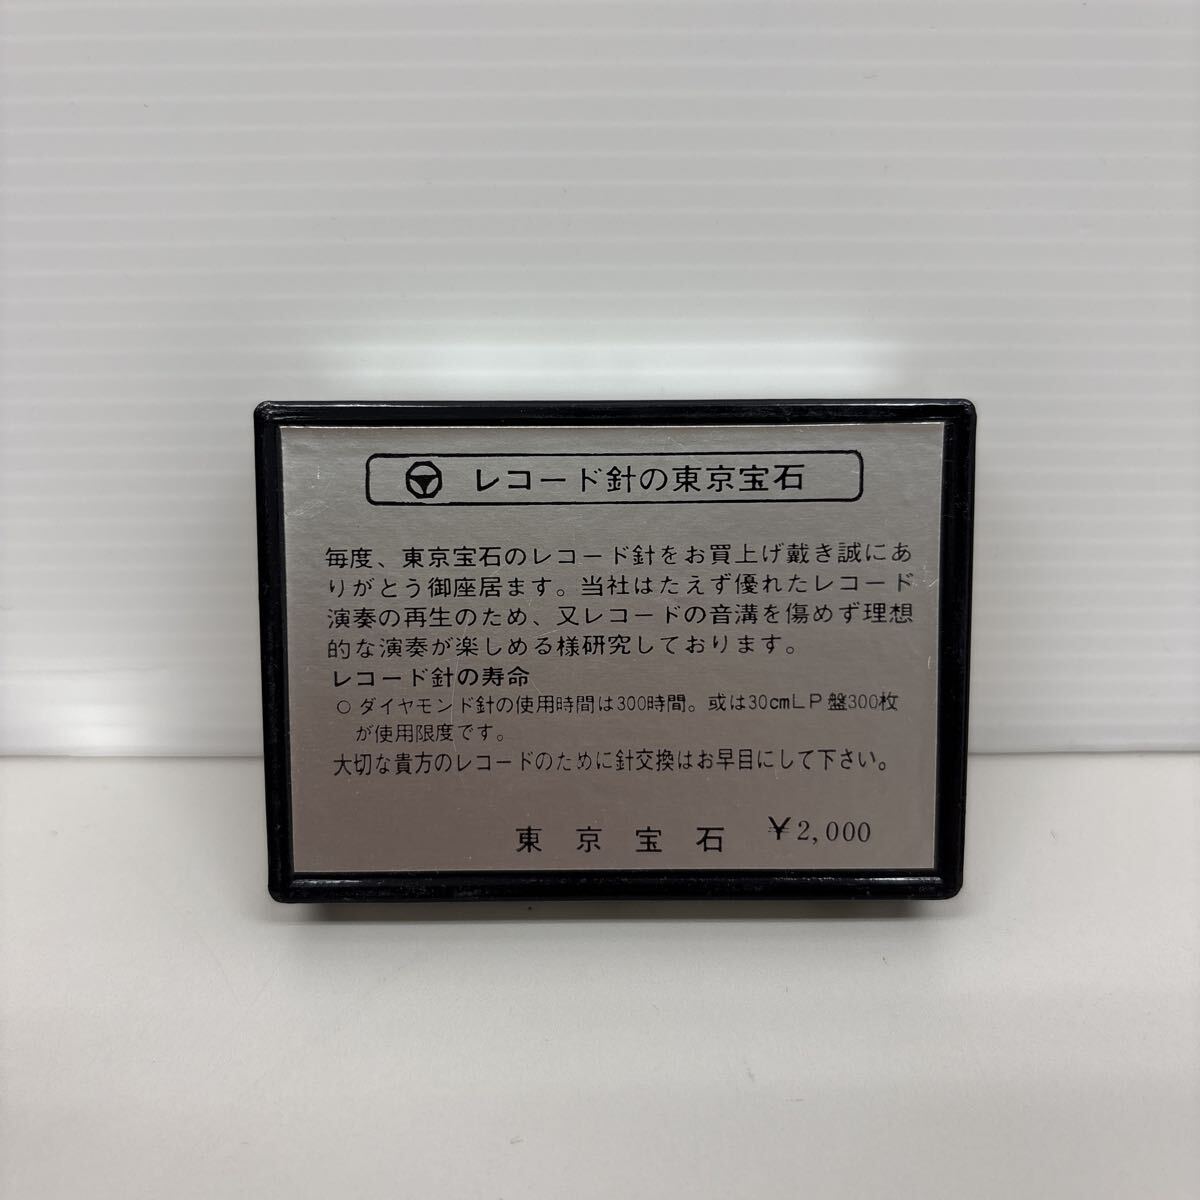 レコード針の東京宝石
毎度、東京宝石のレコード針をお買上げ戴き誠にあ
りがとう御座居ます。当社はたえず優れたレコード
演奏の再生のため、又レコードの音溝を傷めず理想
的な演奏が楽しめる様研究しております。
レコード針の寿命
○ ダイヤモンド針の使用時間は300時間。或は30cmLP盤300枚
が使用限度です。
大切な貴方のレコードのために針交換はお早目にして下さい。
東京宝石 ¥2,000